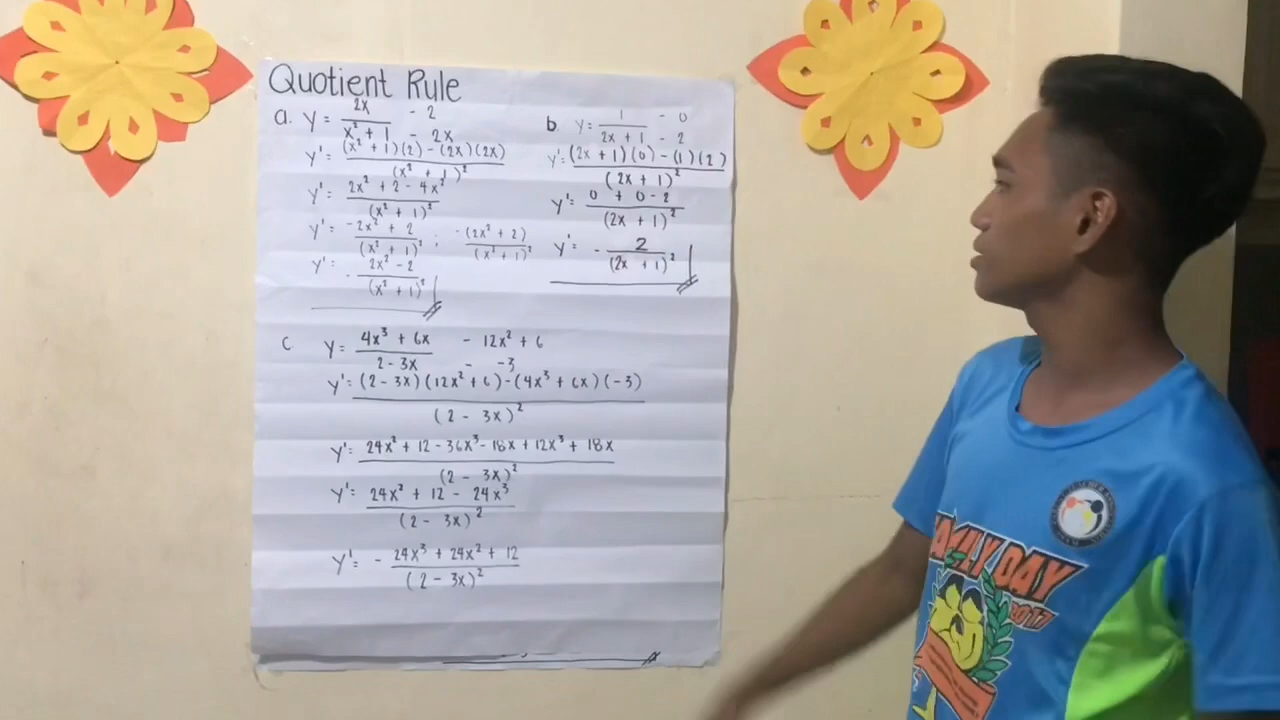 Quotient Rule
a. y = 2x / x² + 1 - 2 - 2x
y' = (x² + 1)(2) - (2x)(2x) / (x² + 1)²
y' = 2x² + 2 - 4x² / (x² + 1)²
y' = -2x² + 2 / (x² + 1)² ; -(2x² + 2) / (x² + 1)²
y' = - 2x² - 2 / (x² + 1)²
b y = 1 / 2x + 1 - 0 - 2
y' = (2x + 1)(0) - (1)(2) / (2x + 1)²
y' = 0 + 0 - 2 / (2x + 1)²
y' = - 2 / (2x + 1)²
c y = 4x³ + 6x / 2 - 3x - 12x² + 6 - -3
y' = (2 - 3x)(12x² + 6) - (4x³ + 6x)(-3) / (2 - 3x)²
y' = 24x² + 12 - 36x³ - 18x + 12x³ + 18x / (2 - 3x)²
y' = 24x² + 12 - 24x³ / (2 - 3x)²
y' = - 24x³ + 24x² + 12 / (2 - 3x)²
FAMILY DAY
2017